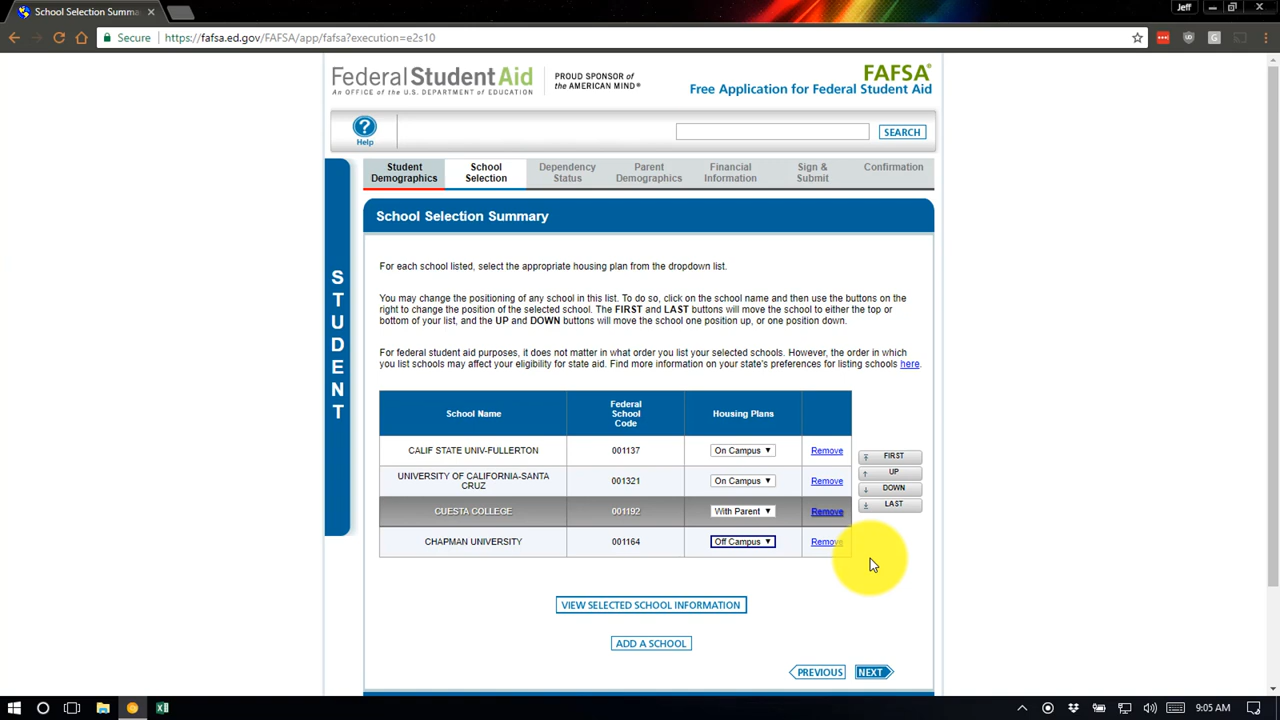 School Selection Summary
Jeff
Secure
https://fafsa.ed.gov/FAFSA/app/fafsa?execution=e2s10
Federal Student Aid
An OFFICE of the U.S. DEPARTMENT of EDUCATION
PROUD SPONSOR of
the AMERICAN MIND®
FAFSA®
Free Application for Federal Student Aid
Help
SEARCH
Student
Demographics
School
Selection
Dependency
Status
Parent
Demographics
Financial
Information
Sign &
Submit
Confirmation
STUDENT
School Selection Summary
For each school listed, select the appropriate housing plan from the dropdown list.
You may change the positioning of any school in this list. To do so, click on the school name and then use the buttons on the
right to change the position of the selected school. The FIRST and LAST buttons will move the school to either the top or
bottom of your list, and the UP and DOWN buttons will move the school one position up, or one position down.
For federal student aid purposes, it does not matter in what order you list your selected schools. However, the order in which
you list schools may affect your eligibility for state aid. Find more information on your state's preferences for listing schools here.
School Name
Federal
School
Code
Housing Plans
CALIF STATE UNIV-FULLERTON 001137 On Campus Remove
UNIVERSITY OF CALIFORNIA-SANTA
CRUZ
001321 On Campus Remove
CUESTA COLLEGE 001192 With Parent Remove
CHAPMAN UNIVERSITY 001164 Off Campus Remove
FIRST
UP
DOWN
LAST
VIEW SELECTED SCHOOL INFORMATION
ADD A SCHOOL
PREVIOUS
NEXT
9:05 AM